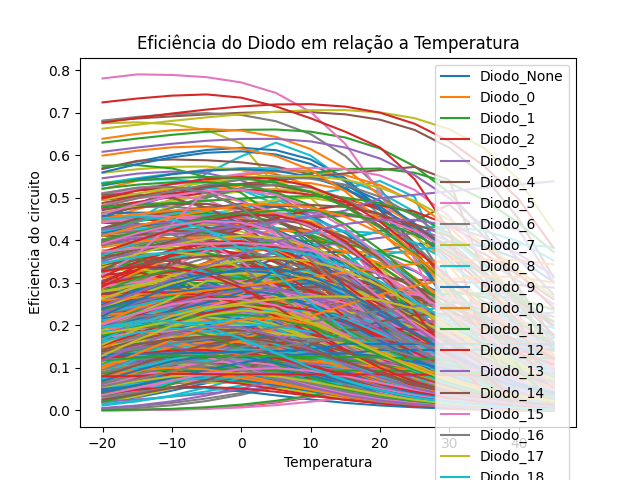 Eficiência do Diodo em relação a Temperatura
Eficiencia do circuito
0.8
0.7
0.6
0.5
0.4
0.3
0.2
0.1
0.0
−20
−10
0
10
20
30
40
Temperatura
Diodo_None
Diodo_0
Diodo_1
Diodo_2
Diodo_3
Diodo_4
Diodo_5
Diodo_6
Diodo_7
Diodo_8
Diodo_9
Diodo_10
Diodo_11
Diodo_12
Diodo_13
Diodo_14
Diodo_15
Diodo_16
Diodo_17
Diodo_18